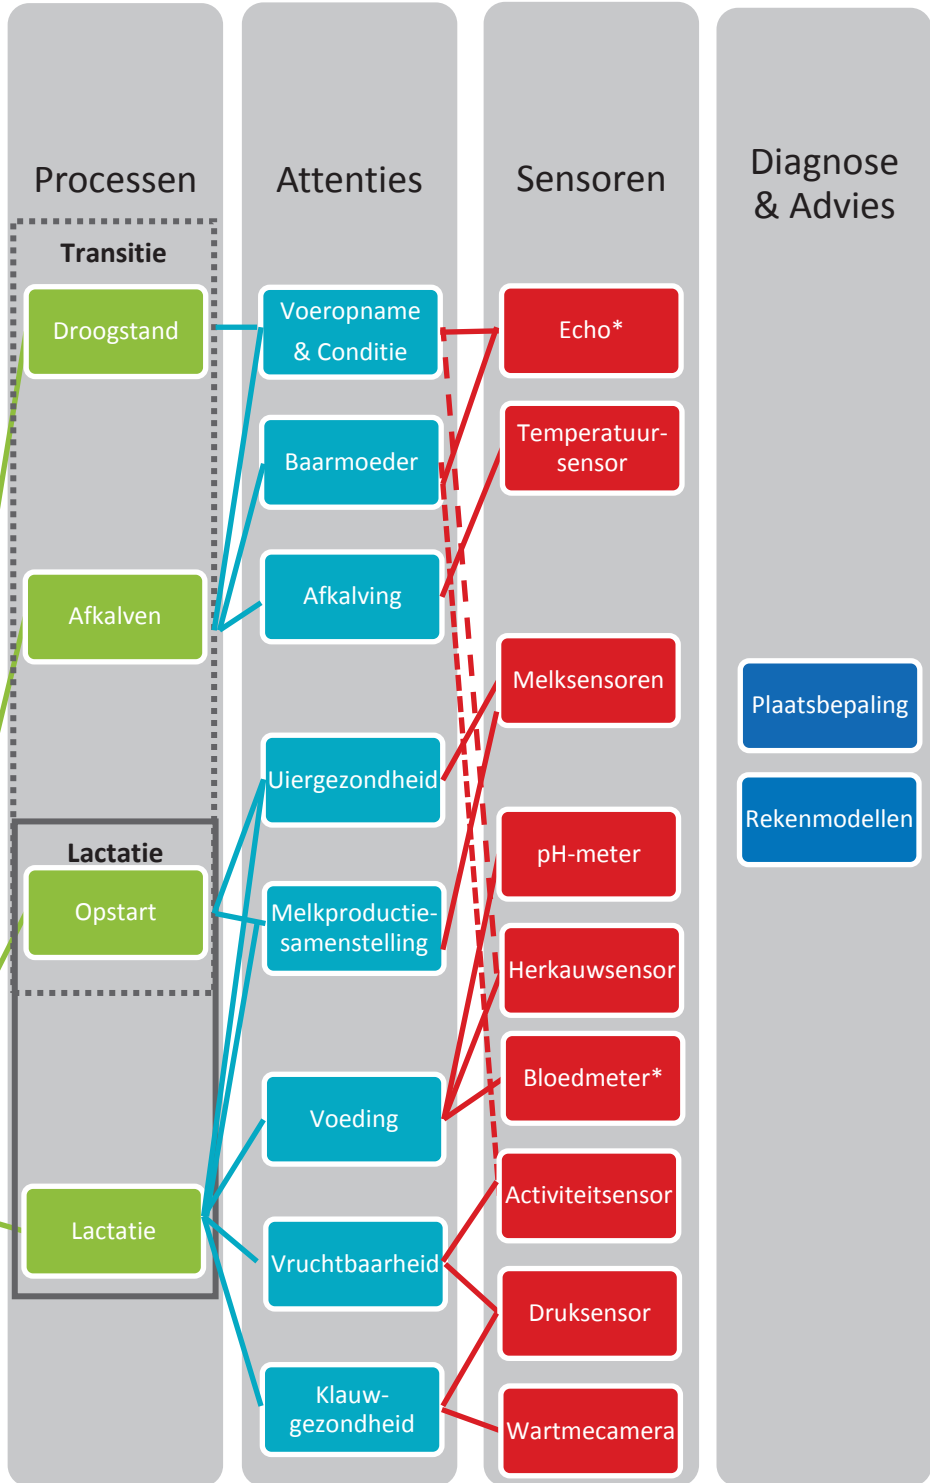 Processen
Transitie
Droogstand
Afkalven
Lactatie
Opstart
Lactatie
Attenties
Voeropname
& Conditie
Baarmoeder
Afkalving
Uiergezondheid
Melkproductie-
samenstelling
Voeding
Vruchtbaarheid
Klauw-
gezondheid
Sensoren
Echo*
Temperatuur-
sensor
Melksensoren
pH-meter
Herkauwsensor
Bloedmeter*
Activiteitsensor
Druksensor
Wartmecamera
Diagnose
& Advies
Plaatsbepaling
Rekenmodellen